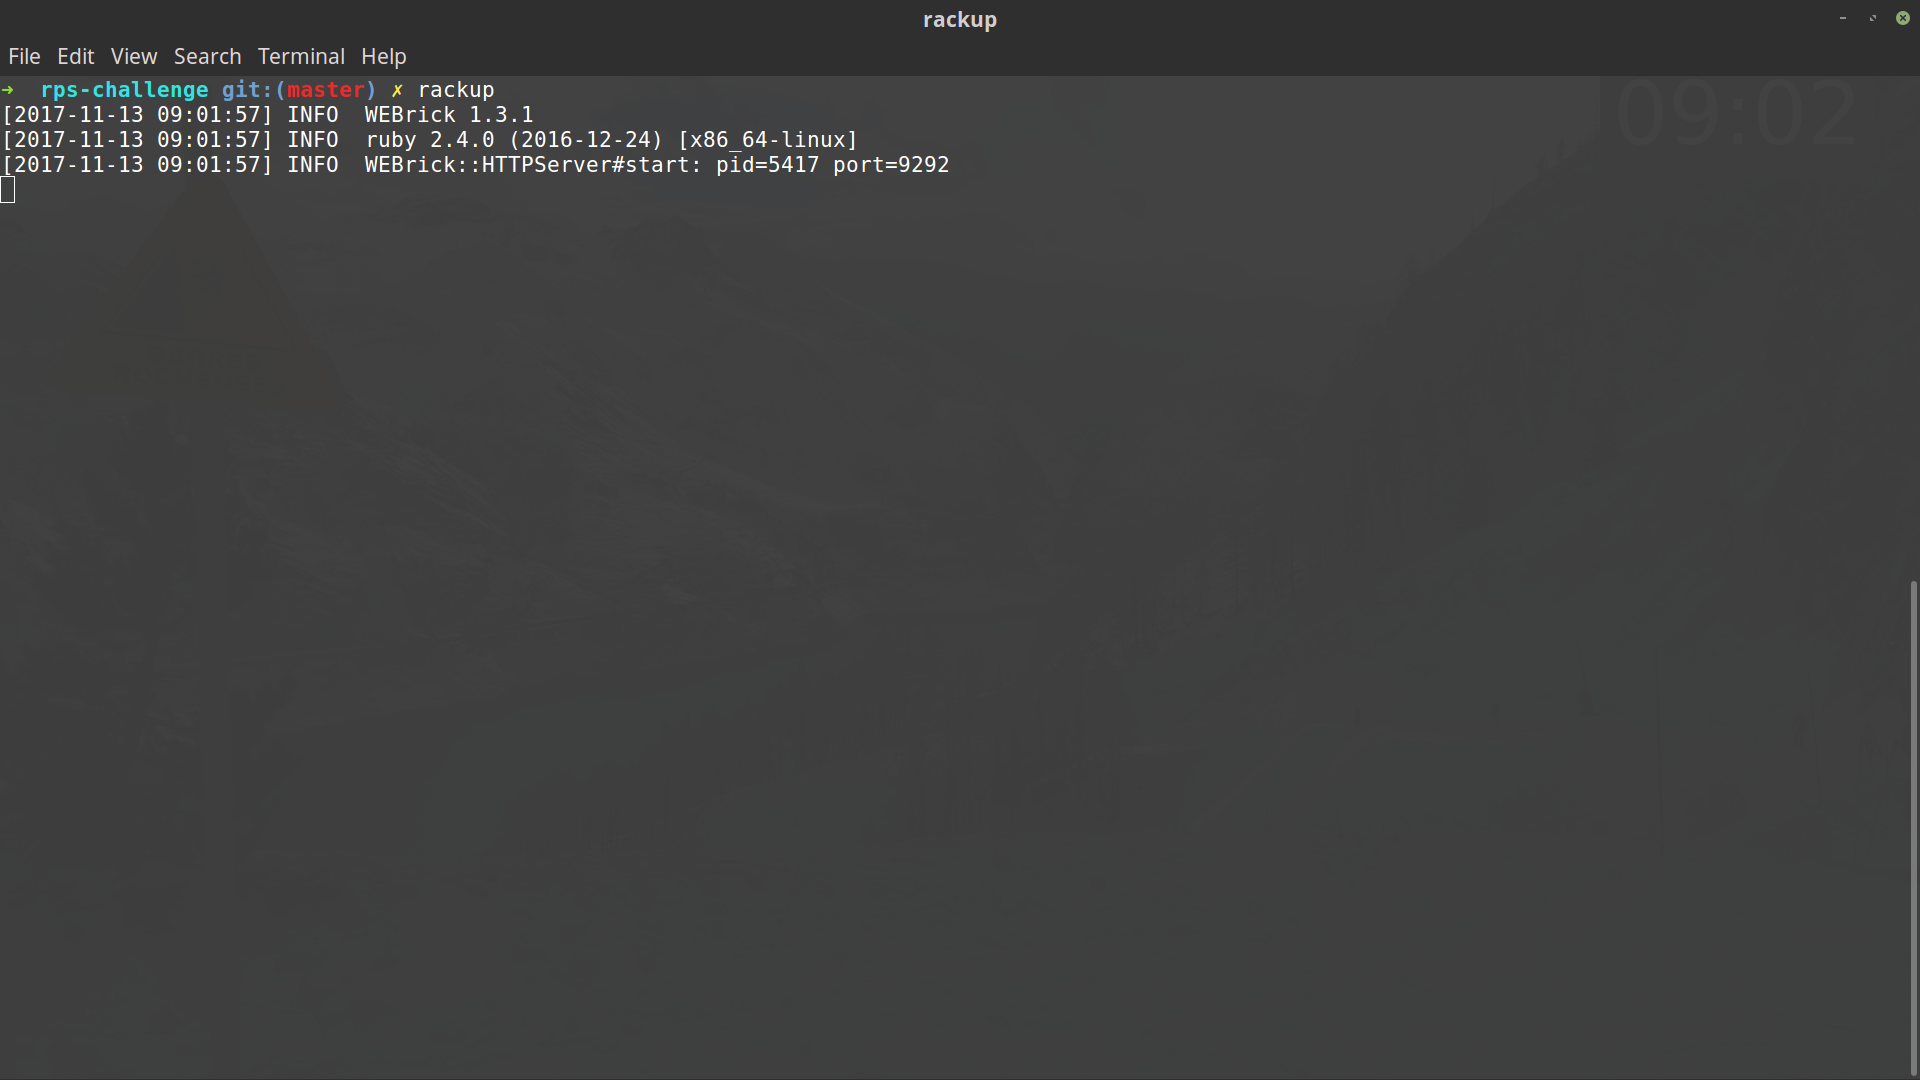 rackup
File Edit View Search Terminal Help
➜  rps-challenge git:(master) ✗ rackup
[2017-11-13 09:01:57] INFO  WEBrick 1.3.1
[2017-11-13 09:01:57] INFO  ruby 2.4.0 (2016-12-24) [x86_64-linux]
[2017-11-13 09:01:57] INFO  WEBrick::HTTPServer#start: pid=5417 port=9292
09:02